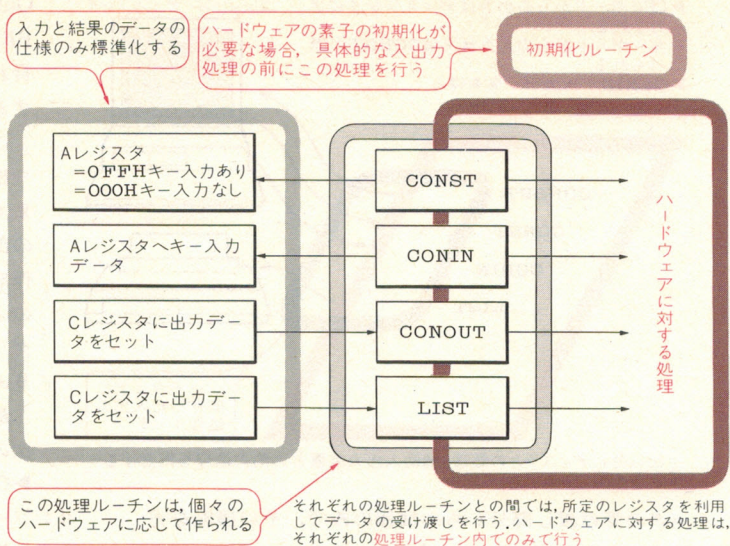 入力と結果のデータの
仕様のみ標準化する
ハードウェアの素子の初期化が
必要な場合，具体的な入出力
処理の前にこの処理を行う
初期化ルーチン
Aレジスタ
=0FFHキー入力あり
=000Hキー入力なし
CONST
Aレジスタへキー入力
データ
CONIN
Cレジスタに出力デー
タをセット
CONOUT
Cレジスタに出力デー
タをセット
LIST
ハードウェアに対する処理
この処理ルーチンは，個々の
ハードウェアに応じて作られる
それぞれの処理ルーチンとの間では，所定のレジスタを利用
してデータの受け渡しを行う．ハードウェアに対する処理は，
それぞれの処理ルーチン内でのみで行う